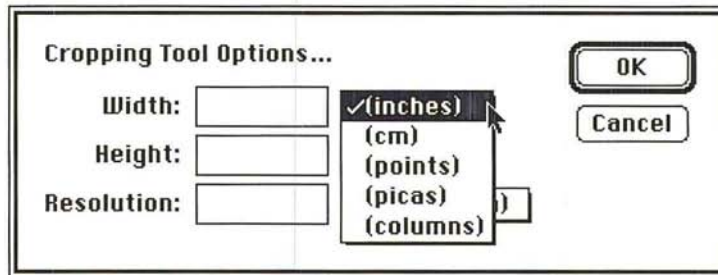 Cropping Tool Options...
OK
Width:
✓(inches)
Cancel
(cm)
Height:
(points)
(picas)
Resolution:
)
(columns)